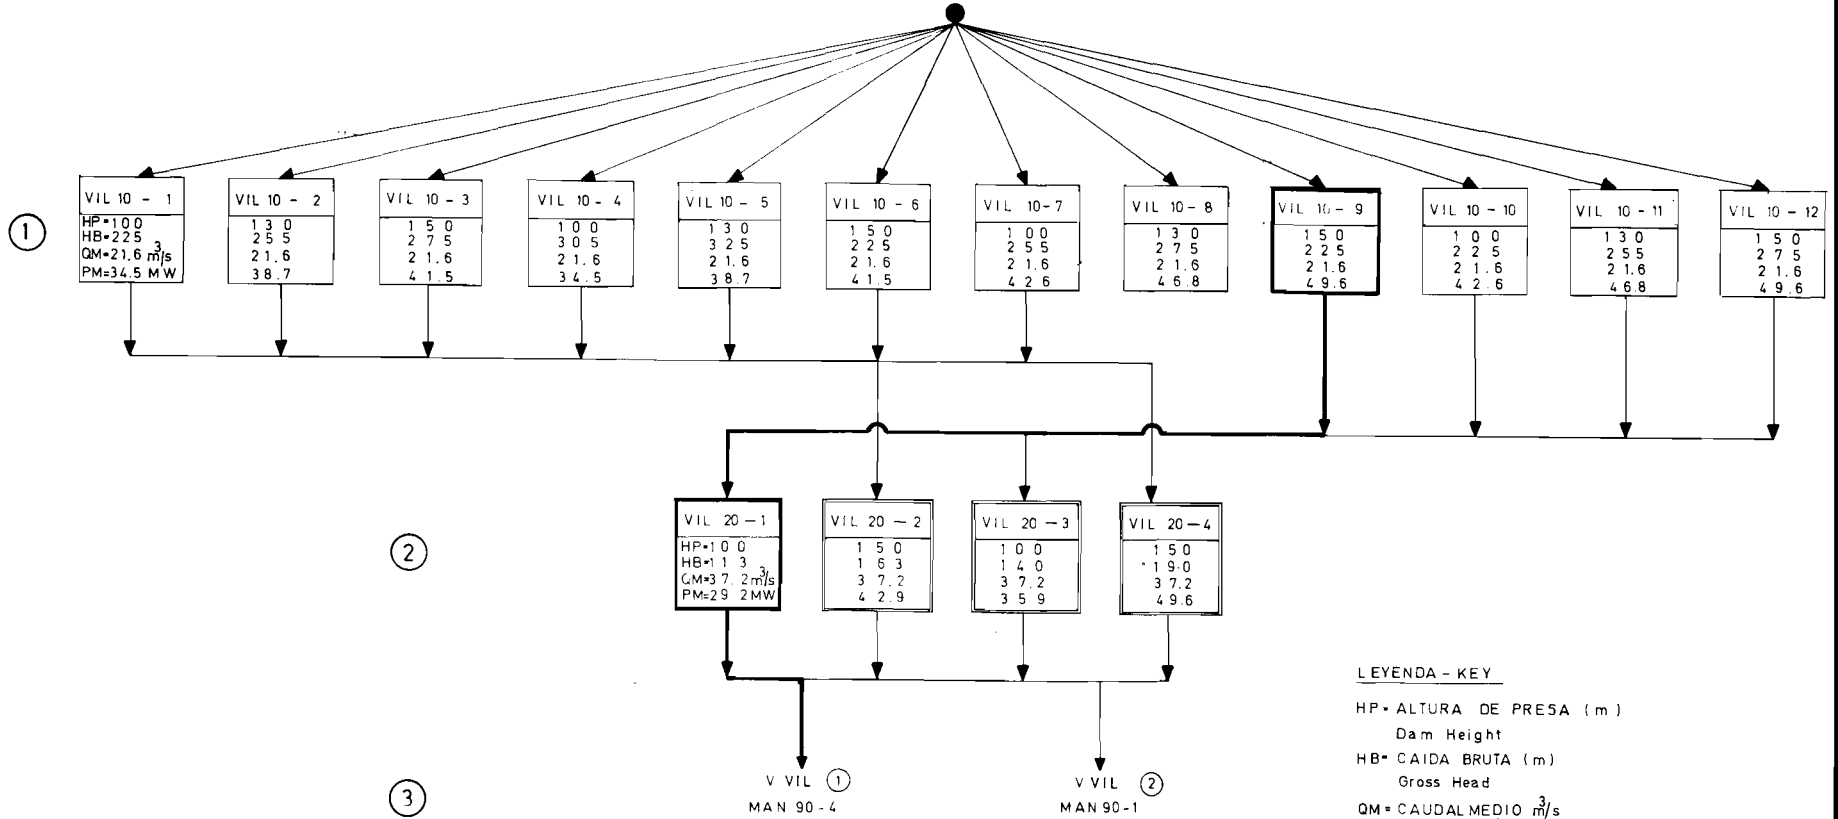 ①
VIL 10 - 1
HP=100
HB=225
QM=21.6 m³/s
PM=34.5 MW
VIL 10 - 2
130
255
21.6
38.7
VIL 10 - 3
150
275
21.6
41.5
VIL 10 - 4
100
305
21.6
34.5
VIL 10 - 5
130
325
21.6
38.7
VIL 10 - 6
150
225
21.6
41.5
VIL 10 - 7
100
255
21.6
42.6
VIL 10 - 8
130
275
21.6
46.8
VIL 10 - 9
150
225
21.6
49.6
VIL 10 - 10
100
225
21.6
42.6
VIL 10 - 11
130
255
21.6
46.8
VIL 10 - 12
150
275
21.6
49.6
②
VIL 20 - 1
HP=100
HB=113
QM=37.2 m³/s
PM=29.2 MW
VIL 20 - 2
150
163
37.2
42.9
VIL 20 - 3
100
140
37.2
35.9
VIL 20 - 4
150
19.0
37.2
49.6
③
V VIL ①
MAN 90 - 4
V VIL ②
MAN 90 - 1
LEYENDA - KEY
HP= ALTURA DE PRESA (m)
Dam Height
HB= CAIDA BRUTA (m)
Gross Head
QM= CAUDAL MEDIO m³/s